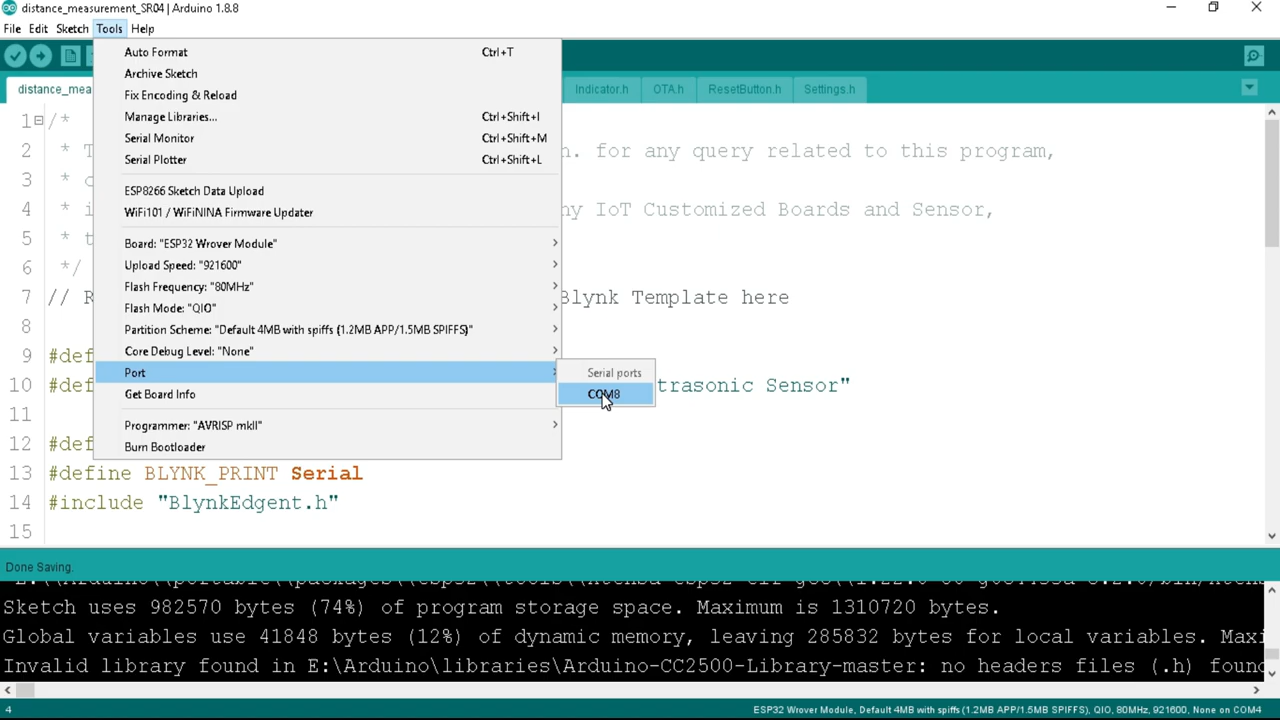 distance_measurement_SR04 | Arduino 1.8.8
File Edit Sketch Tools Help
distance_mea Indicator.h OTA.h ResetButton.h Settings.h
Auto Format Ctrl+T
Archive Sketch
Fix Encoding & Reload
Manage Libraries... Ctrl+Shift+I
Serial Monitor Ctrl+Shift+M
Serial Plotter Ctrl+Shift+L
ESP8266 Sketch Data Upload
WiFi101 / WiFiNINA Firmware Updater
Board: "ESP32 Wrover Module"
Upload Speed: "921600"
Flash Frequency: "80MHz"
Flash Mode: "QIO"
Partition Scheme: "Default 4MB with spiffs (1.2MB APP/1.5MB SPIFFS)"
Core Debug Level: "None"
Port
Get Board Info
Programmer: "AVRISP mkII"
Burn Bootloader
Serial ports
COM8
1 /*
2 * T h. for any query related to this program,
3 * c
4 * i ny IoT Customized Boards and Sensor,
5 * t
6 */
7 // R Blynk Template here
8
9 #def
10 #def trasonic Sensor"
11
12 #def
13 #define BLYNK_PRINT Serial
14 #include "BlynkEdgent.h"
15
Done Saving.
Sketch uses 982570 bytes (74%) of program storage space. Maximum is 1310720 bytes.
Global variables use 41848 bytes (12%) of dynamic memory, leaving 285832 bytes for local variables. Maxi
Invalid library found in E:\Arduino\libraries\Arduino-CC2500-Library-master: no headers files (.h) found
4 ESP32 Wrover Module, Default 4MB with spiffs (1.2MB APP/1.5MB SPIFFS), QIO, 80MHz, 921600, None on COM4